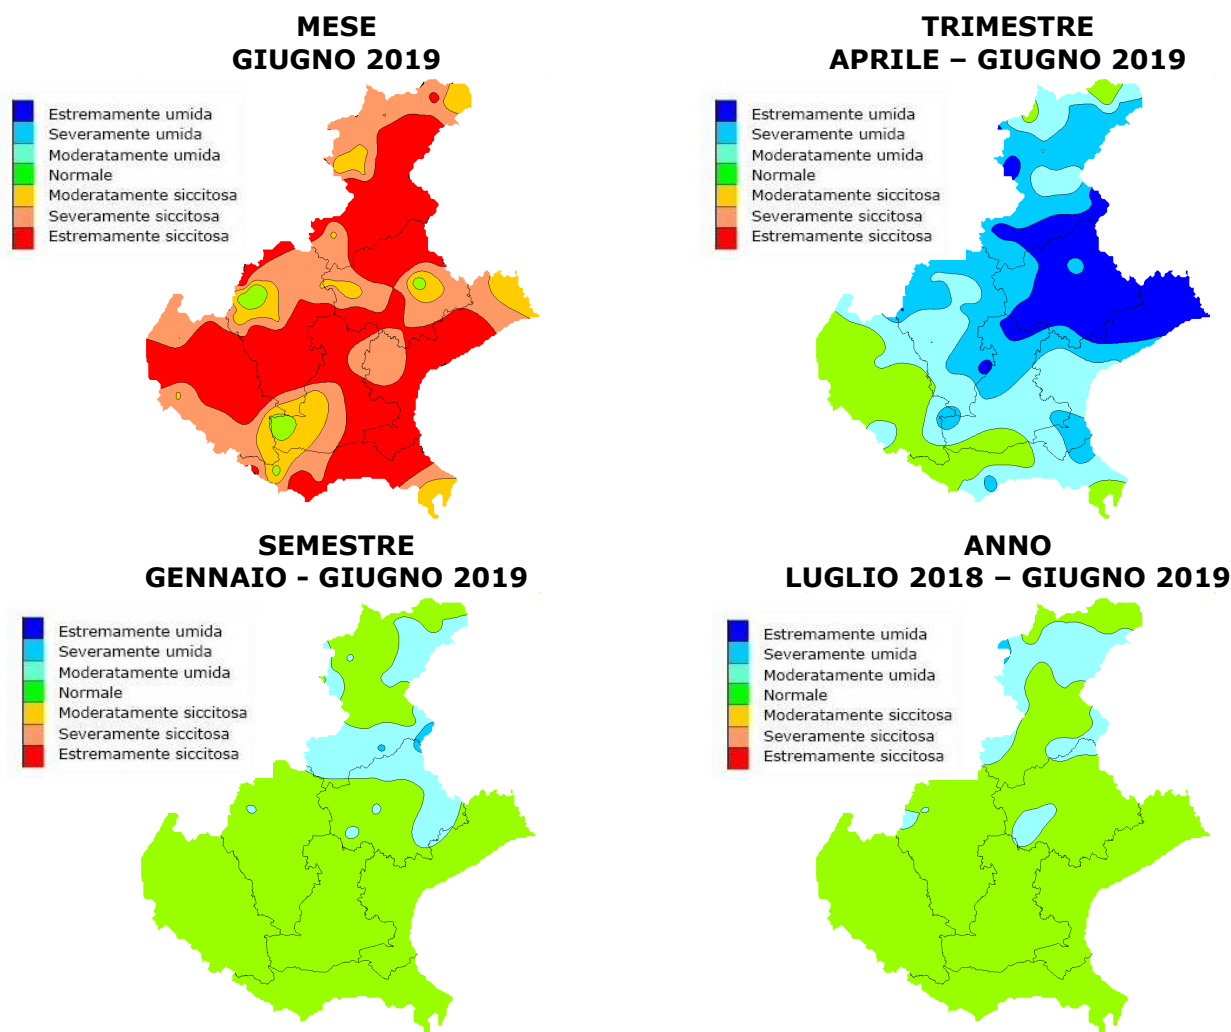 MESE
GIUGNO 2019
Estremamente umida
Severamente umida
Moderatamente umida
Normale
Moderatamente siccitosa
Severamente siccitosa
Estremamente siccitosa
TRIMESTRE
APRILE – GIUGNO 2019
Estremamente umida
Severamente umida
Moderatamente umida
Normale
Moderatamente siccitosa
Severamente siccitosa
Estremamente siccitosa
SEMESTRE
GENNAIO - GIUGNO 2019
Estremamente umida
Severamente umida
Moderatamente umida
Normale
Moderatamente siccitosa
Severamente siccitosa
Estremamente siccitosa
ANNO
LUGLIO 2018 – GIUGNO 2019
Estremamente umida
Severamente umida
Moderatamente umida
Normale
Moderatamente siccitosa
Severamente siccitosa
Estremamente siccitosa